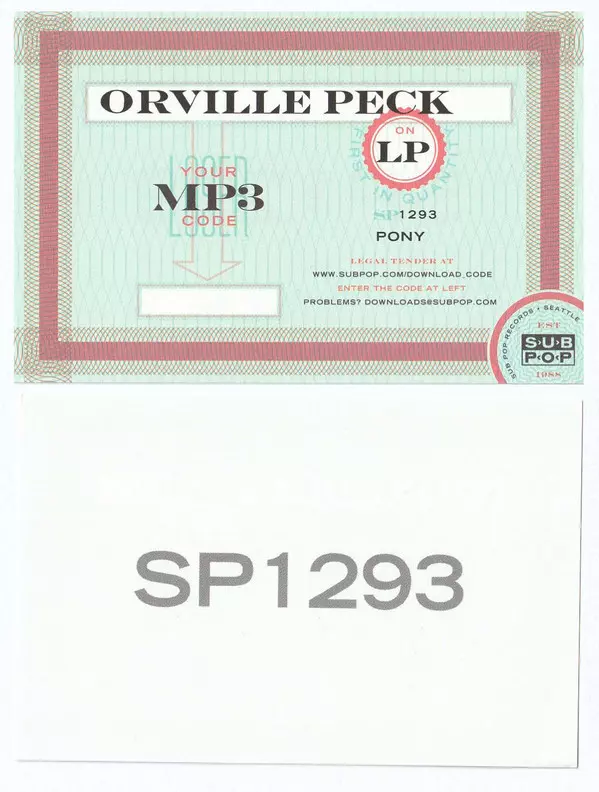 ORVILLE PECK
ON
LP
FIRST IN QUANTITY
YOUR
LOSER
MP3
CODE
LOSER
SP1293
PONY
LEGAL TENDER AT
WWW.SUBPOP.COM/DOWNLOAD_CODE
ENTER THE CODE AT LEFT
PROBLEMS? DOWNLOADS@SUBPOP.COM
SUB POP RECORDS • SEATTLE
EST
SUB
POP
1988
SP1293